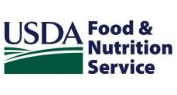 USDA
Food &
Nutrition
Service